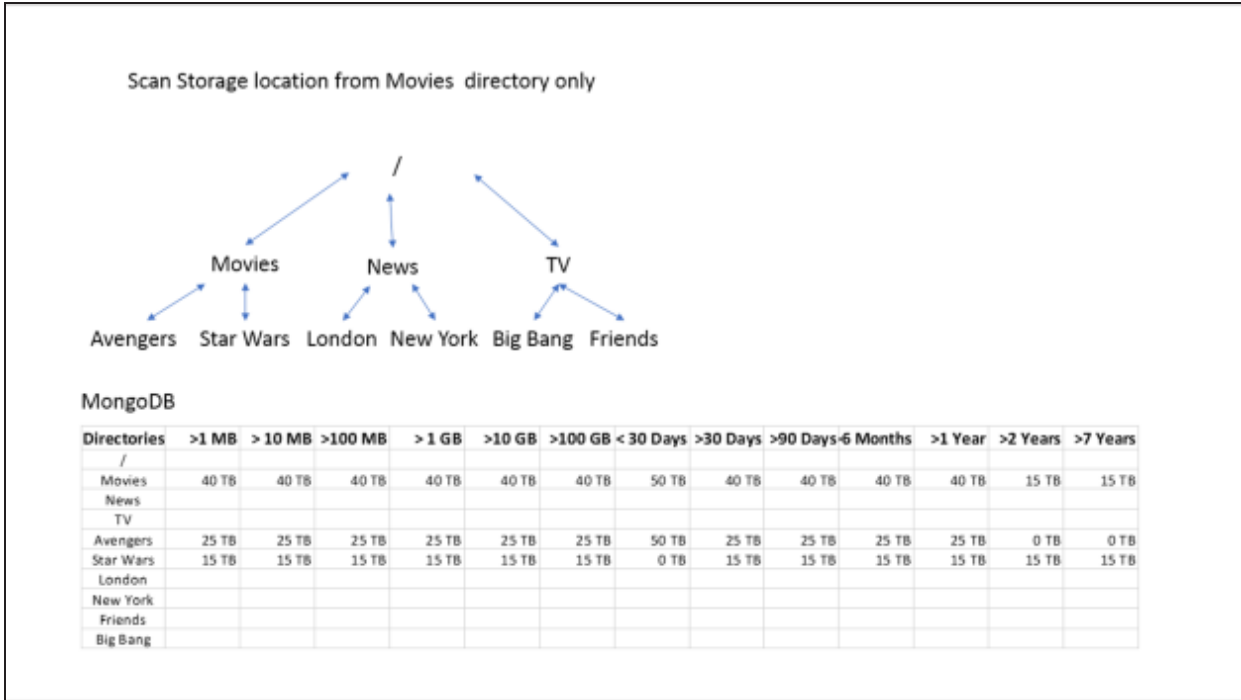 Scan Storage location from Movies directory only
/
Movies News TV
Avengers Star Wars London New York Big Bang Friends
MongoDB
Directories >1 MB > 10 MB >100 MB > 1 GB >10 GB >100 GB < 30 Days >30 Days >90 Days <6 Months >1 Year >2 Years >7 Years
/
Movies 40 TB 40 TB 40 TB 40 TB 40 TB 40 TB 50 TB 40 TB 40 TB 40 TB 40 TB 15 TB 15 TB
News
TV
Avengers 25 TB 25 TB 25 TB 25 TB 25 TB 25 TB 50 TB 25 TB 25 TB 25 TB 25 TB 0 TB 0 TB
Star Wars 15 TB 15 TB 15 TB 15 TB 15 TB 15 TB 0 TB 15 TB 15 TB 15 TB 15 TB 15 TB 15 TB
London
New York
Friends
Big Bang